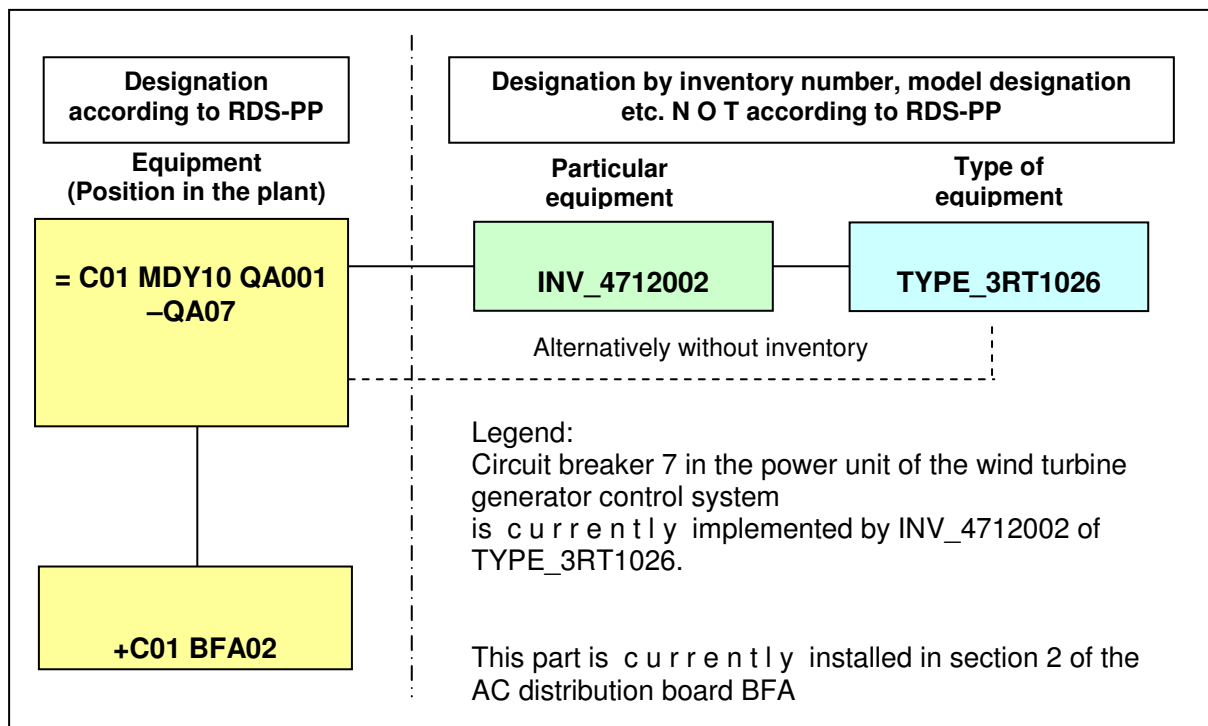 Designation
according to RDS-PP
Designation by inventory number, model designation
etc. N O T according to RDS-PP
Equipment
(Position in the plant)
Particular
equipment
Type of
equipment
= C01 MDY10 QA001
–QA07
INV_4712002
TYPE_3RT1026
Alternatively without inventory
Legend:
Circuit breaker 7 in the power unit of the wind turbine
generator control system
is c u r r e n t l y implemented by INV_4712002 of
TYPE_3RT1026.
+C01 BFA02
This part is c u r r e n t l y installed in section 2 of the
AC distribution board BFA